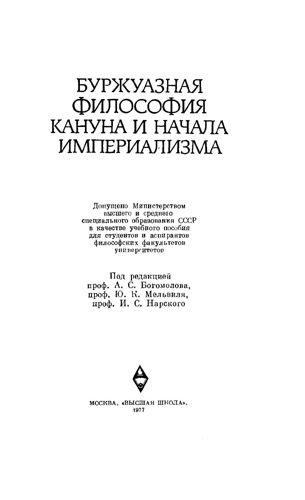 БУРЖУАЗНАЯ
ФИЛОСОФИЯ
КАНУНА И НАЧАЛА
ИМПЕРИАЛИЗМА
Допущено Министерством
высшего и среднего
специального образования СССР
в качестве учебного пособия
для студентов и аспирантов
философских факультетов
университетов
Под редакцией
проф. А. С. Богомолова,
проф. Ю. К. Мельвиля,
проф. И. С. Нарского
МОСКВА, «ВЫСШАЯ ШКОЛА»,
1977